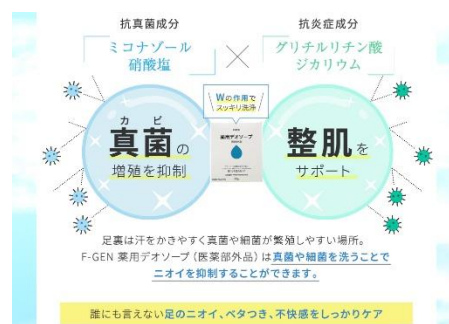 抗真菌成分
ミコナゾール
硝酸塩
×
抗炎症成分
グリチルリチン酸
ジカリウム
Wの作用で
スッキリ洗浄
カビ
真菌の
増殖を抑制
薬用デオソープ
整肌を
サポート
足裏は汗をかきやすく真菌や細菌が繁殖しやすい場所。
F-GEN 薬用デオソープ（医薬部外品）は真菌や細菌を洗うことで
ニオイを抑制することができます。
誰にも言えない足のニオイ、ベタつき、不快感をしっかりケア